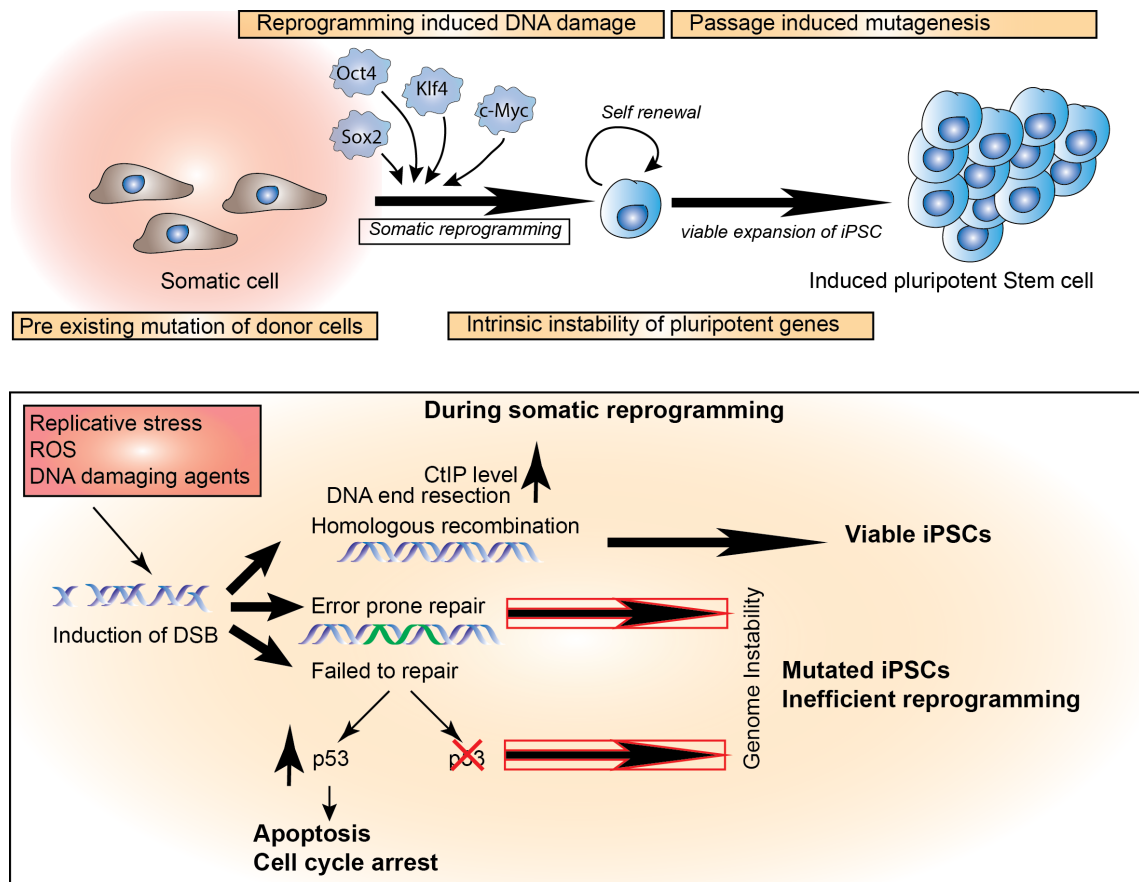 Reprogramming induced DNA damage
Passage induced mutagenesis
Oct4
Klf4
c-Myc
Sox2
Self renewal
Somatic reprogramming
viable expansion of iPSC
Somatic cell
Induced pluripotent Stem cell
Pre existing mutation of donor cells
Intrinsic instability of pluripotent genes
Replicative stress
ROS
DNA damaging agents
During somatic reprogramming
CtIP level
DNA end resection
Homologous recombination
Viable iPSCs
Induction of DSB
Error prone repair
Failed to repair
Genome Instability
Mutated iPSCs
Inefficient reprogramming
p53
p53
Apoptosis
Cell cycle arrest